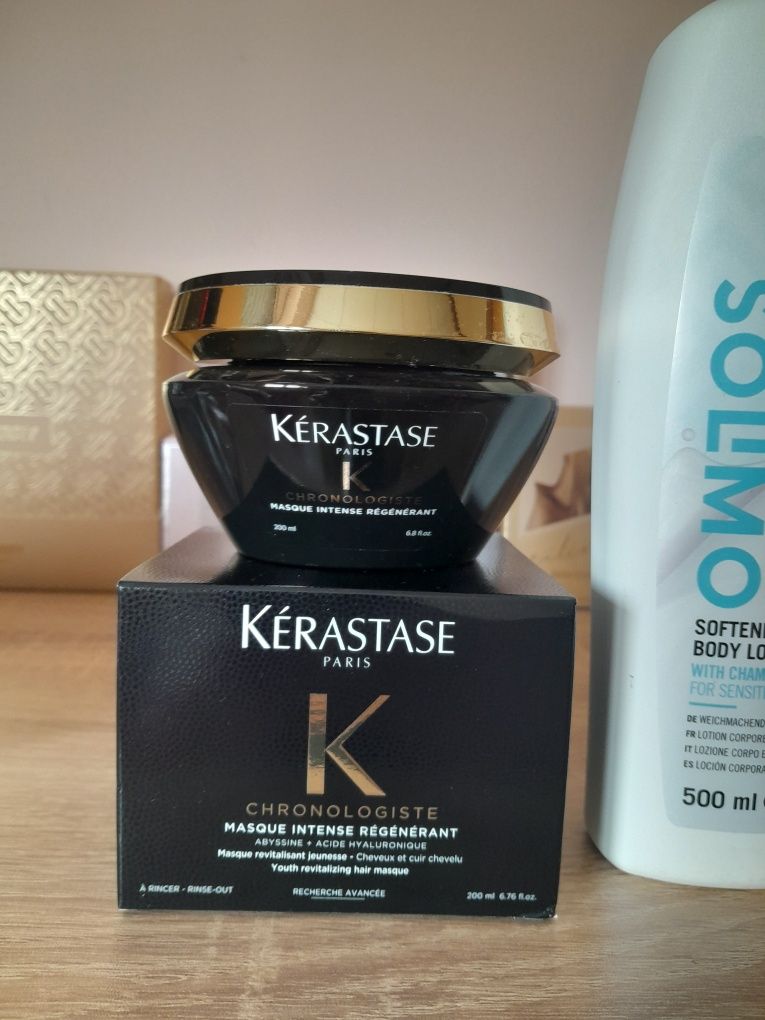 KÉRASTASE
PARIS
K
CHRONOLOGISTE
MASQUE INTENSE RÉGÉNÉRANT
200 ml 6.8 fl.oz.
KÉRASTASE
PARIS
K
CHRONOLOGISTE
MASQUE INTENSE RÉGÉNÉRANT
ABYSSINE + ACIDE HYALURONIQUE
Masque revitalisant jeunesse • Cheveux et cuir chevelu
Youth revitalizing hair masque
À RINCER - RINSE-OUT
RECHERCHE AVANCÉE
200 ml 6.76 fl.oz.
SOLIMO
SOFTENI
BODY LO
WITH CHAM
FOR SENSIT
DE WEICHMACHEND
FR LOTION CORPORE
IT LOZIONE CORPO E
ES LOCIÓN CORPORA
500 ml